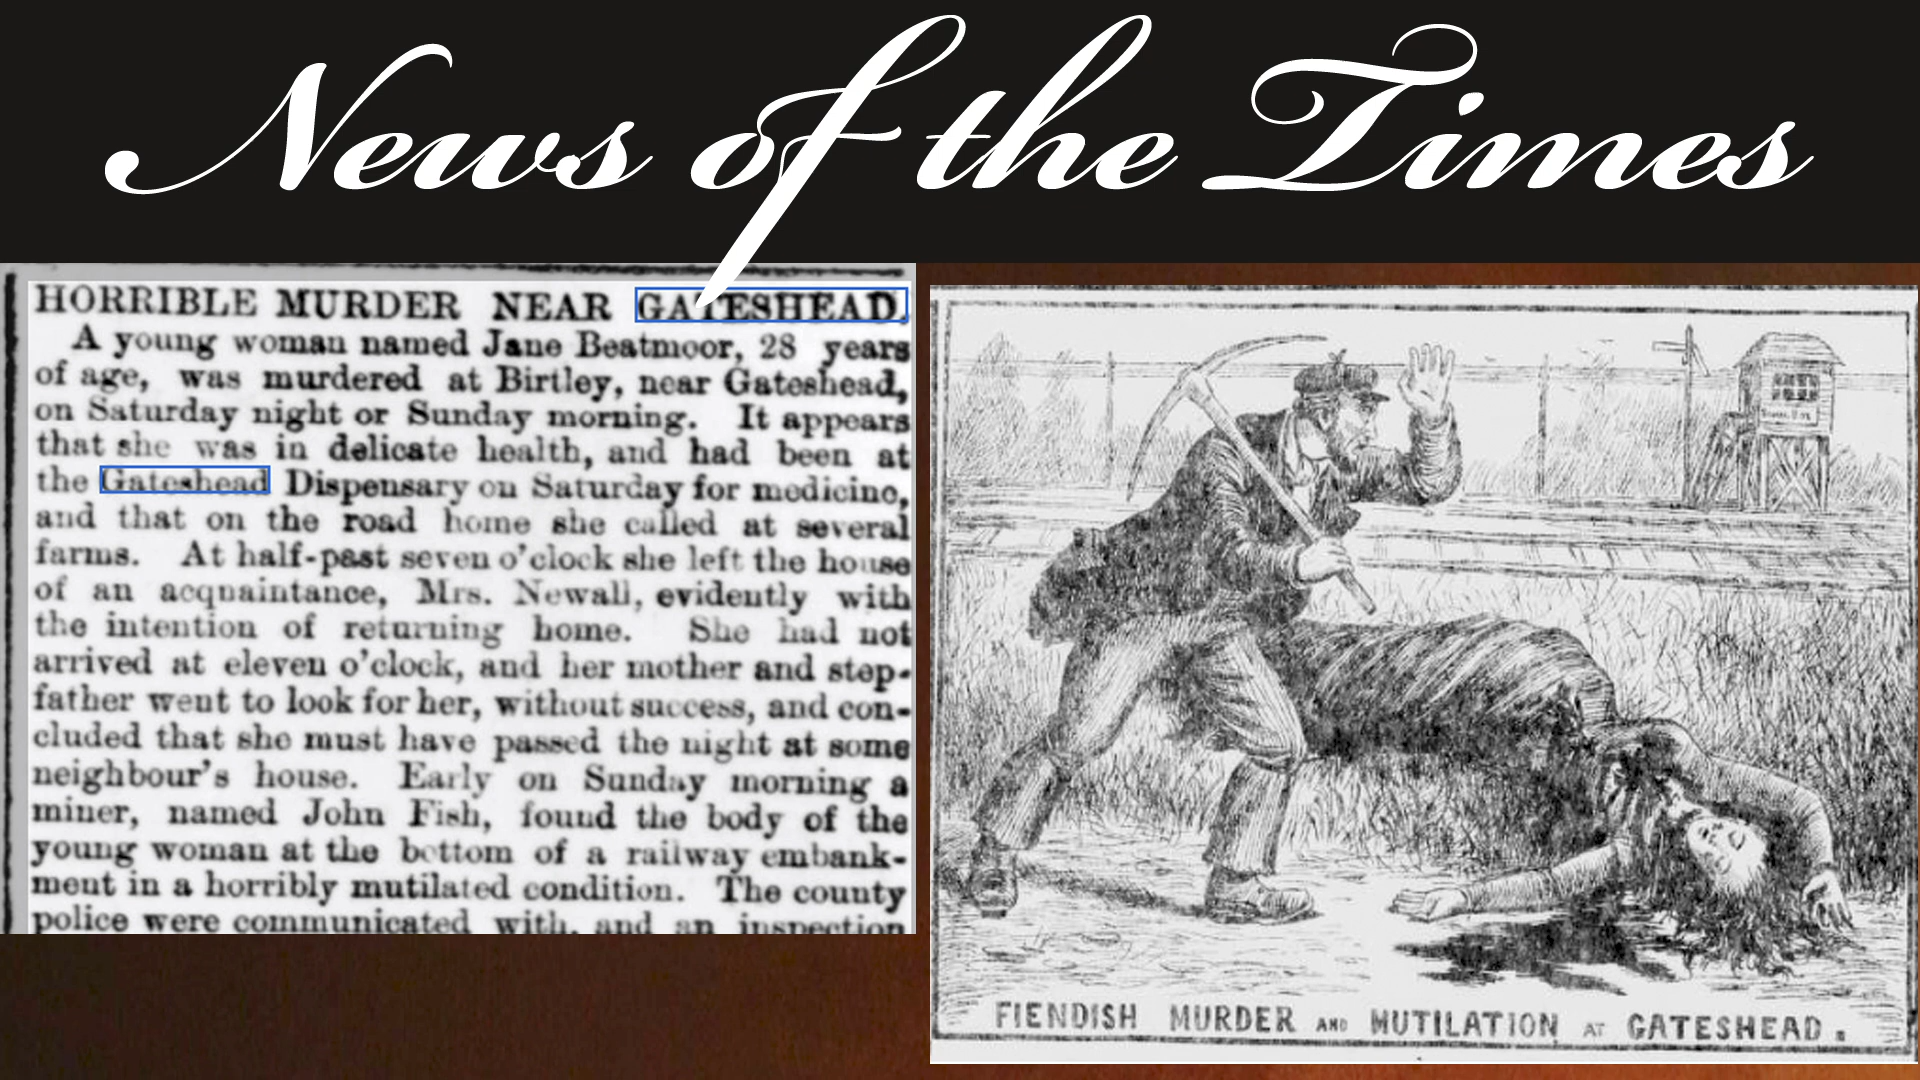 News of the Times
HORRIBLE MURDER NEAR GATESHEAD.
A young woman named Jane Beatmoor, 28 years
of age, was murdered at Birtley, near Gateshead,
on Saturday night or Sunday morning. It appears
that she was in delicate health, and had been at
the Gateshead Dispensary on Saturday for medicine,
and that on the road home she called at several
farms. At half-past seven o'clock she left the house
of an acquaintance, Mrs. Newall, evidently with
the intention of returning home. She had not
arrived at eleven o'clock, and her mother and step-
father went to look for her, without success, and con-
cluded that she must have passed the night at some
neighbour's house. Early on Sunday morning a
miner, named John Fish, found the body of the
young woman at the bottom of a railway embank-
ment in a horribly mutilated condition. The county
police were communicated with, and an inspection
FIENDISH MURDER AND MUTILATION AT GATESHEAD.